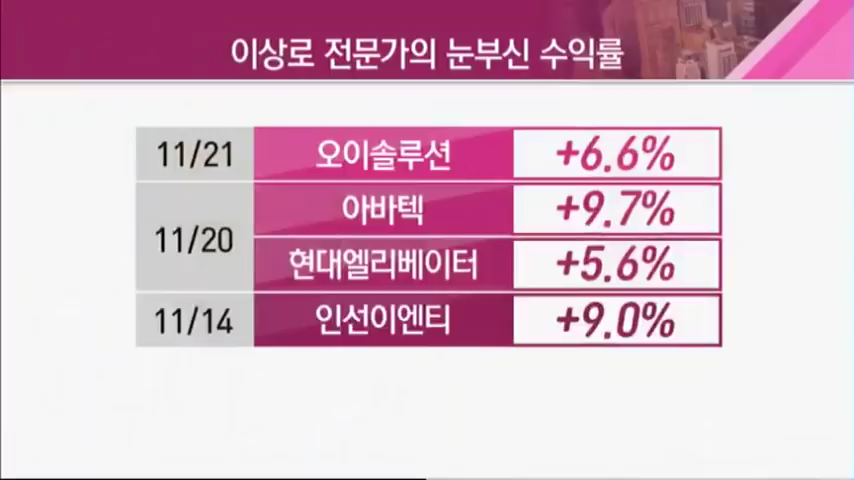 이상로 전문가의 눈부신 수익률
11/21 오이솔루션 +6.6%
11/20 아바텍 +9.7%
현대엘리베이터 +5.6%
11/14 인선이엔티 +9.0%